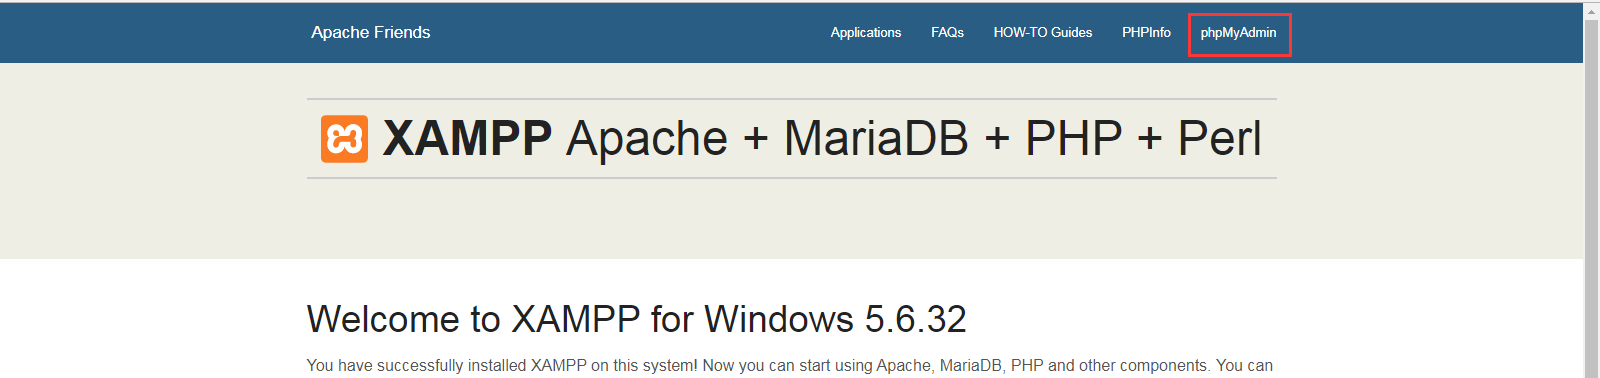 Apache Friends Applications FAQs HOW-TO Guides PHPInfo phpMyAdmin
XAMPP Apache + MariaDB + PHP + Perl
Welcome to XAMPP for Windows 5.6.32
You have successfully installed XAMPP on this system! Now you can start using Apache, MariaDB, PHP and other components. You can